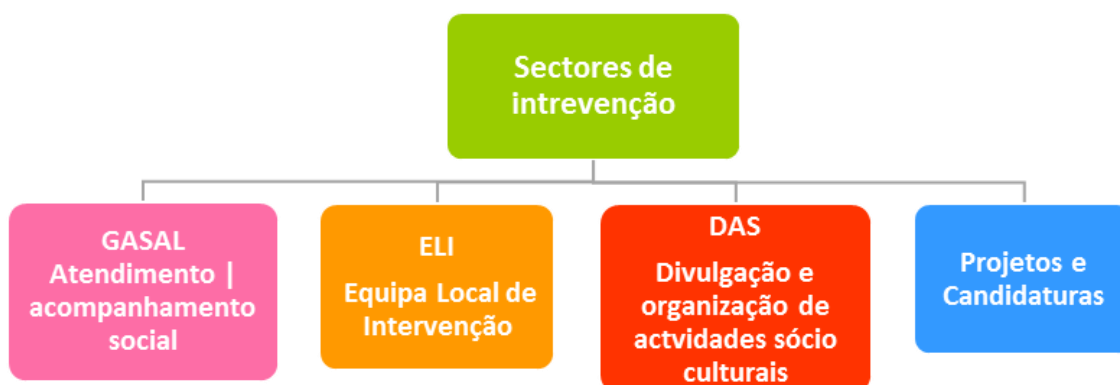 Sectores de
intrevenção
GASAL
Atendimento |
acompanhamento
social
ELI
Equipa Local de
Intervenção
DAS
Divulgação e
organização de
actvidades sócio
culturais
Projetos e
Candidaturas